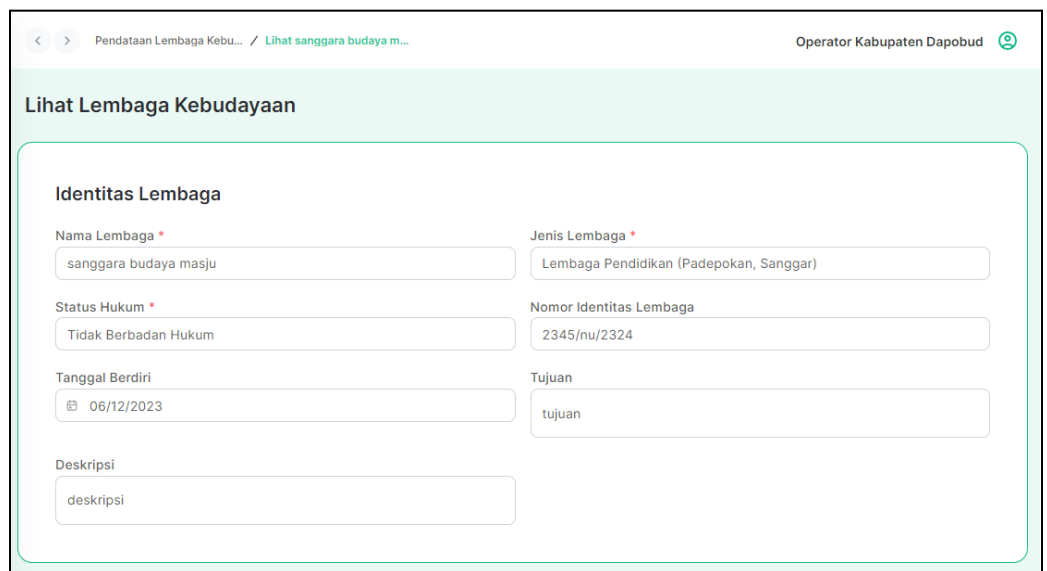 Pendataan Lembaga Kebu... / Lihat sanggara budaya m...
Operator Kabupaten Dapobud
Lihat Lembaga Kebudayaan
Identitas Lembaga
Nama Lembaga *
sanggara budaya masju
Jenis Lembaga *
Lembaga Pendidikan (Padepokan, Sanggar)
Status Hukum *
Tidak Berbadan Hukum
Nomor Identitas Lembaga
2345/nu/2324
Tanggal Berdiri
06/12/2023
Tujuan
tujuan
Deskripsi
deskripsi